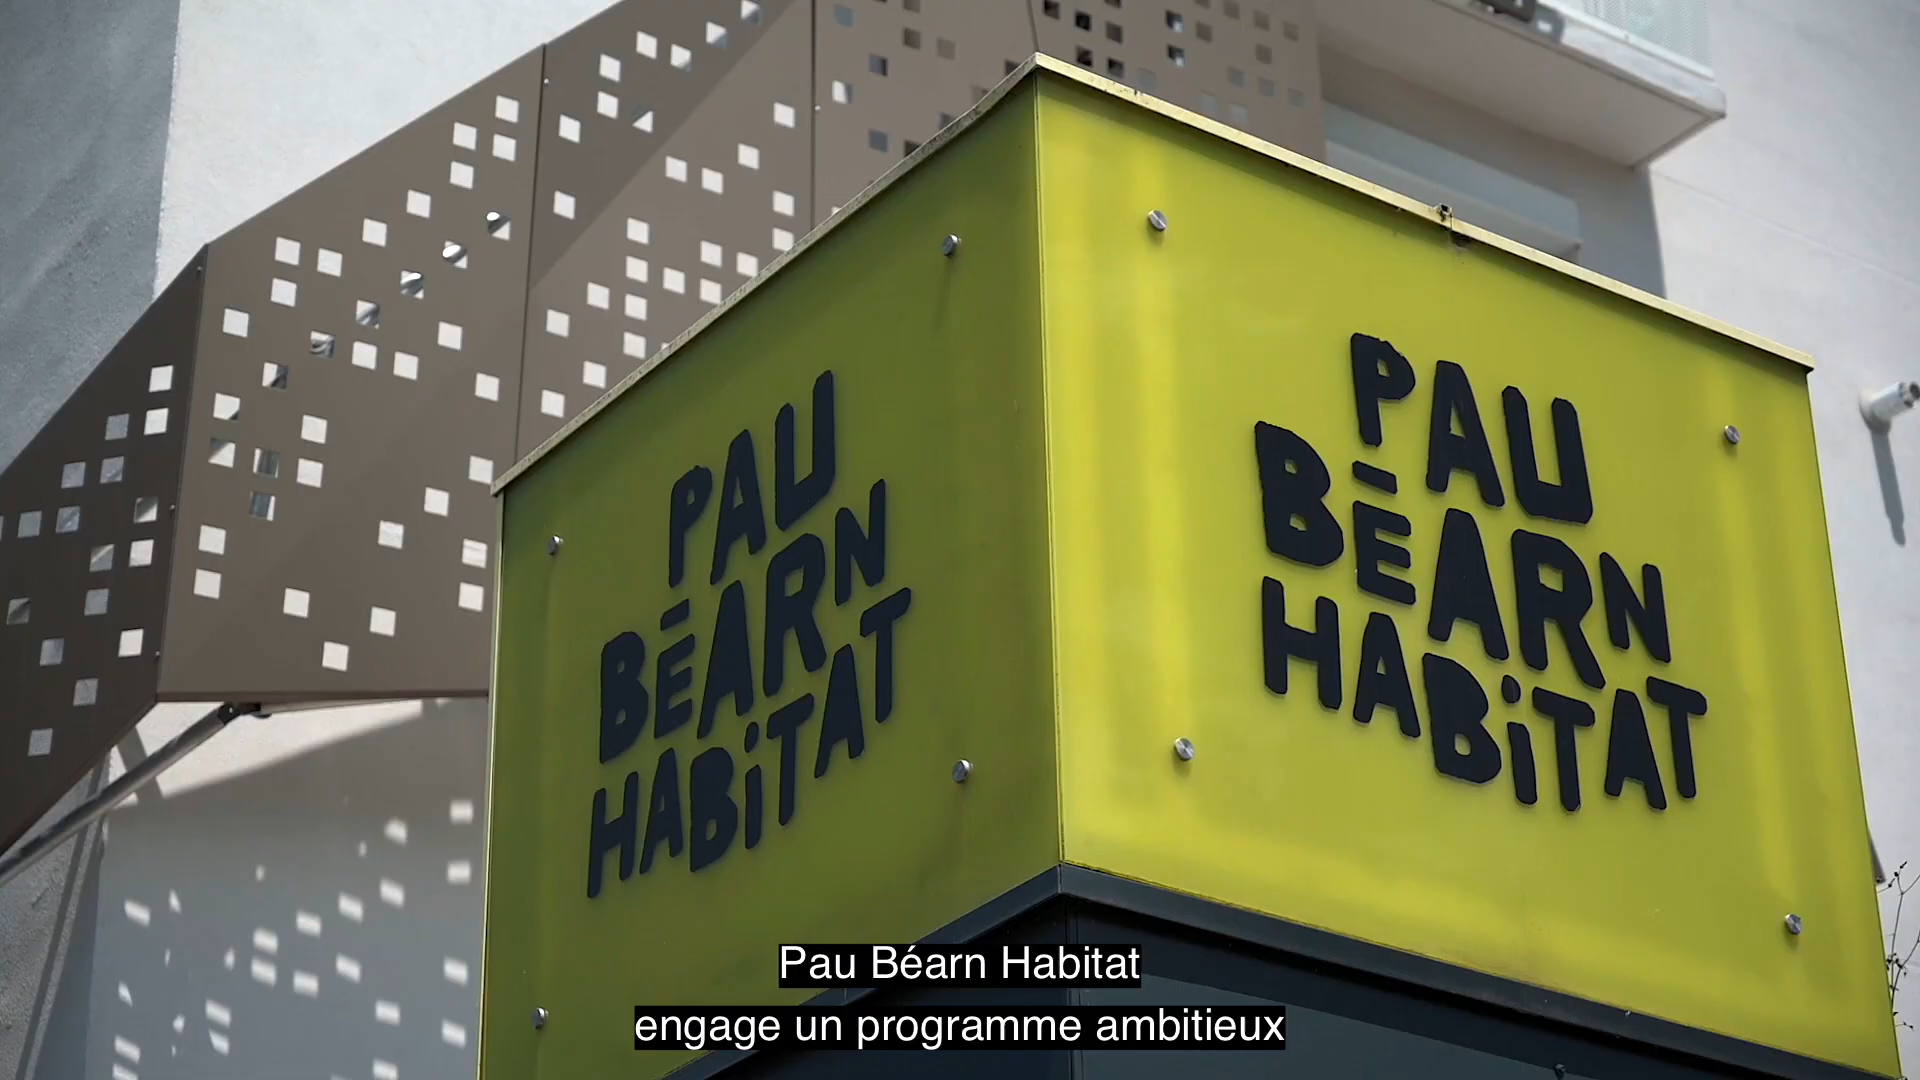 PAU
BÉARN
HABiTAT
PAU
BÉARN
HABiTAT
Pau Béarn Habitat
engage un programme ambitieux